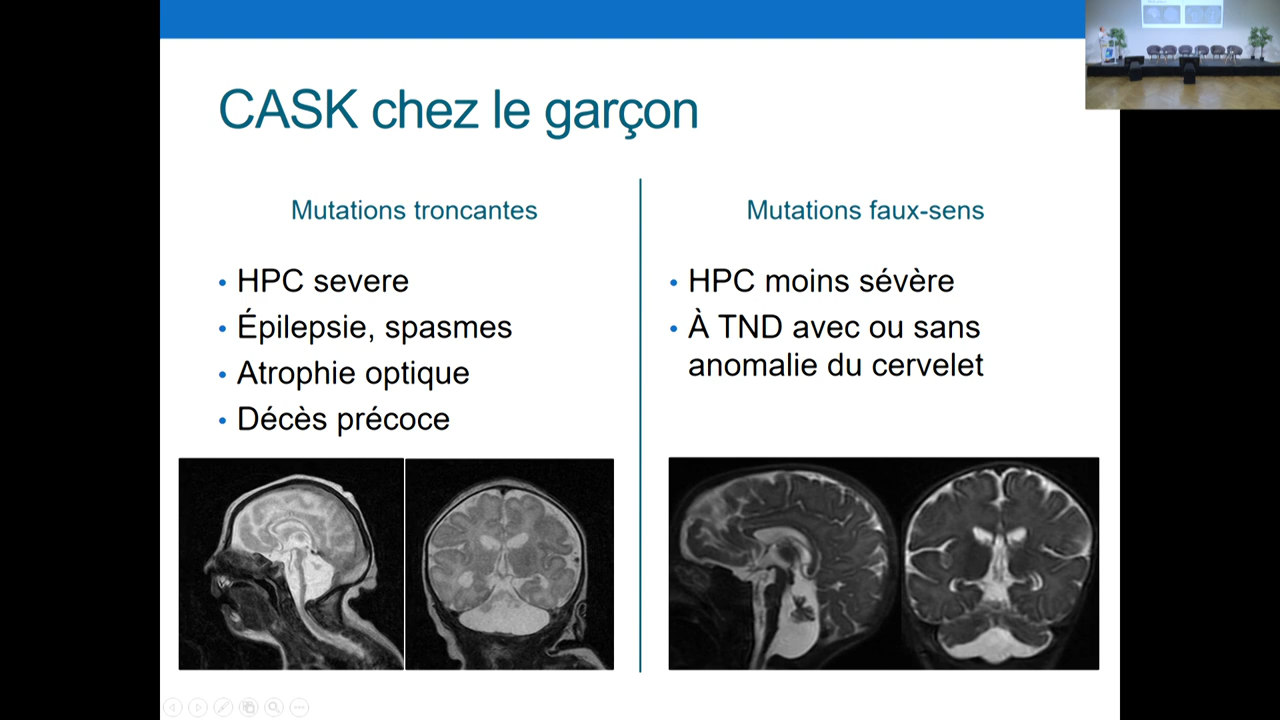 CASK chez le garçon
Mutations troncantes
HPC severe
Épilepsie, spasmes
Atrophie optique
Décès précoce
Mutations faux-sens
HPC moins sévère
À TND avec ou sans
anomalie du cervelet